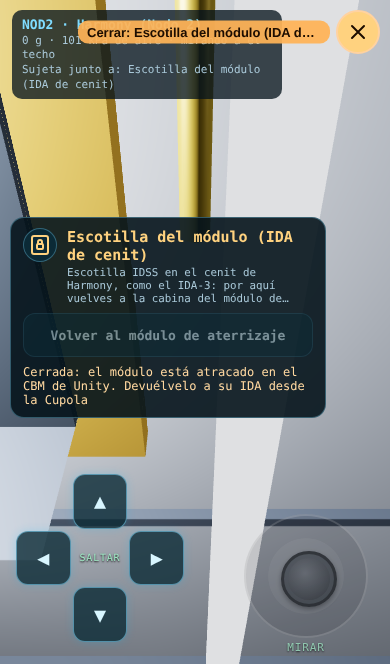 NOD2 · H
Cerrar: Escotilla del módulo (IDA d…
0 g · 101
techo
Sujeta junto a: Escotilla del módulo
(IDA de cenit)
Escotilla del módulo (IDA
de cenit)
Escotilla IDSS en el cenit de
Harmony, como el IDA-3: por aquí
vuelves a la cabina del módulo de…
Volver al módulo de aterrizaje
Cerrada: el módulo está atracado en el
CBM de Unity. Devuélvelo a su IDA desde
la Cupola
SALTAR
MIRAR